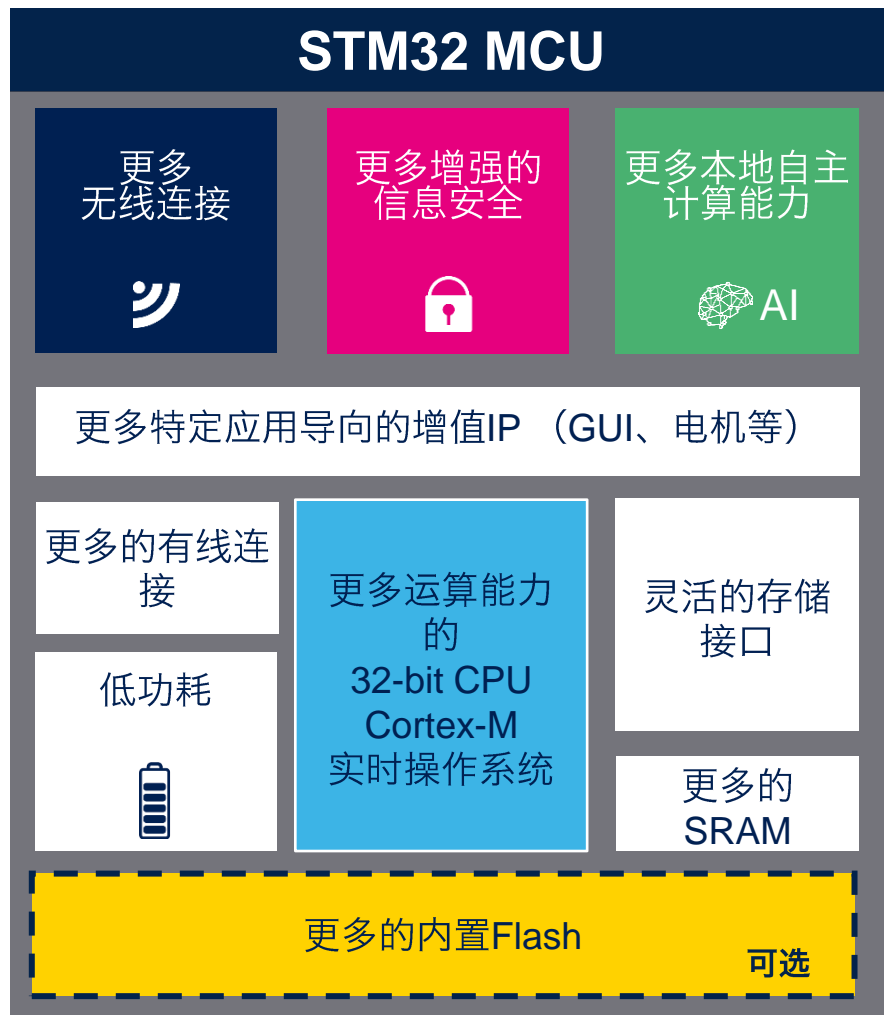 STM32 MCU
更多
无线连接
更多增强的
信息安全
更多本地自主
计算能力
AI
更多特定应用导向的增值IP （GUI、电机等）
更多的有线连
接
低功耗
更多运算能力
的
32-bit CPU
Cortex-M
实时操作系统
灵活的存储
接口
更多的
SRAM
更多的内置Flash
可选